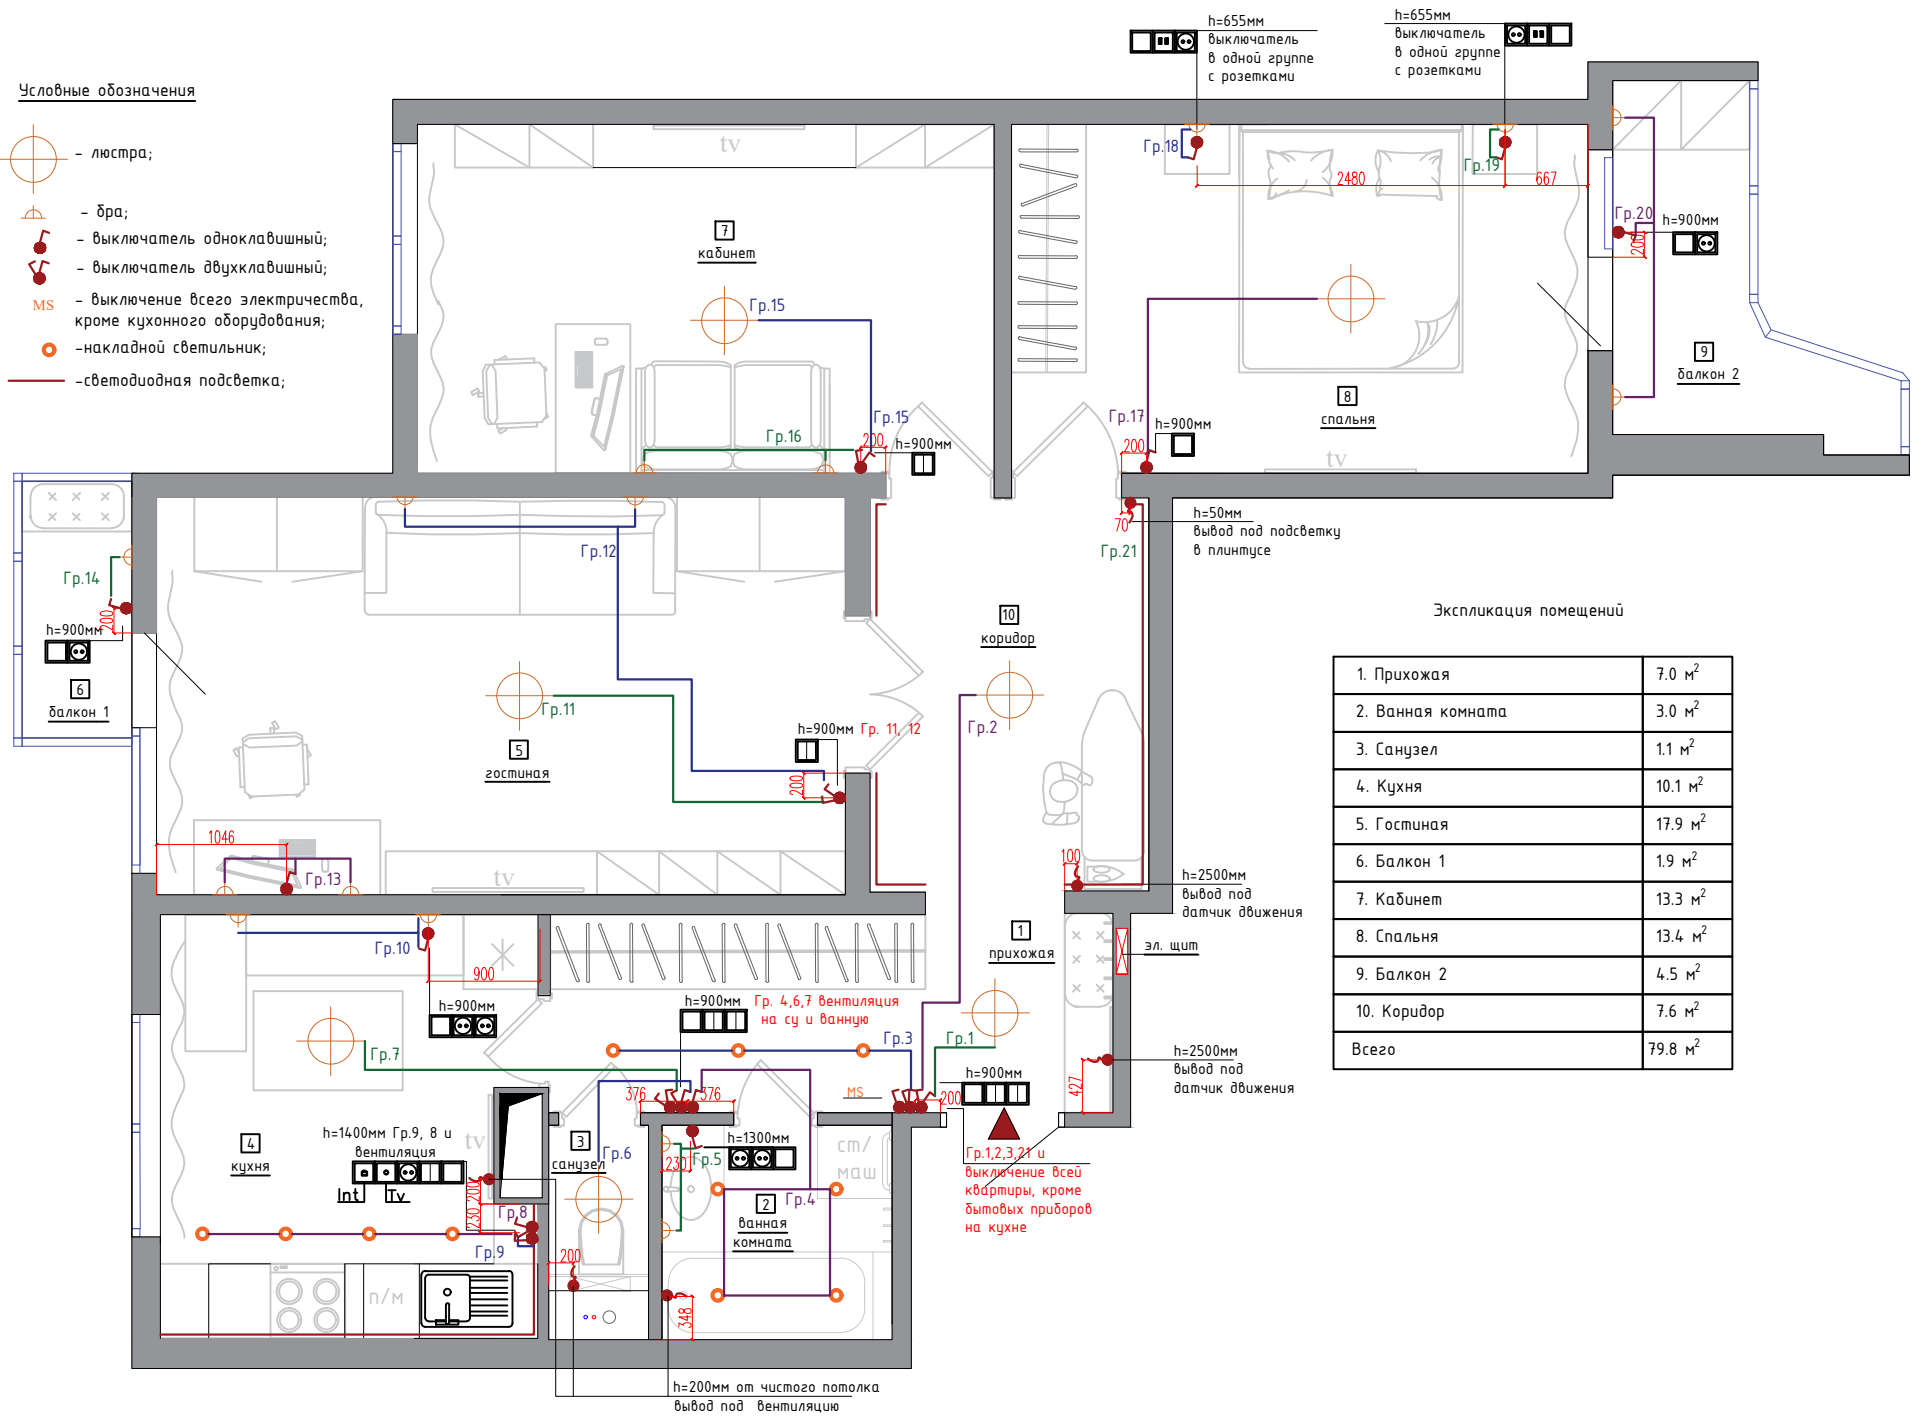 h=655мм
выключатель
в одной группе
с розетками
h=655мм
выключатель
в одной группе
с розетками
Условные обозначения
- люстра;
- бра;
- выключатель одноклавишный;
- выключатель двухклавишный;
MS
- выключение всего электричества,
кроме кухонного оборудования;
-накладной светильник;
-светодиодная подсветка;
tv
7
кабинет
Гр.15
Гр.15
Гр.16
200
h=900мм
Гр.18
Гр.19
2480
667
Гр.20
h=900мм
200
8
спальня
Гр.17
h=900мм
200
tv
9
балкон 2
h=50мм
вывод под подсветку
в плинтусе
70
Гр.21
Гр.12
Гр.14
200
h=900мм
6
балкон 1
10
коридор
Гр.2
Гр.11
5
гостиная
h=900мм Гр. 11, 12
200
1046
Гр.13
tv
100
h=2500мм
вывод под
датчик движения
Экспликация помещений
1. Прихожая 7.0 м²
2. Ванная комната 3.0 м²
3. Санузел 1.1 м²
4. Кухня 10.1 м²
5. Гостиная 17.9 м²
6. Балкон 1 1.9 м²
7. Кабинет 13.3 м²
8. Спальня 13.4 м²
9. Балкон 2 4.5 м²
10. Коридор 7.6 м²
Всего 79.8 м²
Гр.10
900
h=900мм
1
прихожая
эл. щит
h=900мм Гр. 4,6,7 вентиляция
на су и ванную
Гр.7
Гр.3
Гр.1
h=2500мм
вывод под
датчик движения
427
376
376
MS
h=900мм
200
Гр.1,2,3,21 и
выключение всей
квартиры, кроме
бытовых приборов
на кухне
4
кухня
h=1400мм Гр.9, 8 и
вентиляция
tv
Int
Tv
200
230
Гр.8
Гр.9
3
санузел
Гр.6
h=1300мм
230
Гр.5
ст/
маш
Гр.4
2
ванная
комната
п/м
200
348
h=200мм от чистого потолка
вывод под вентиляцию